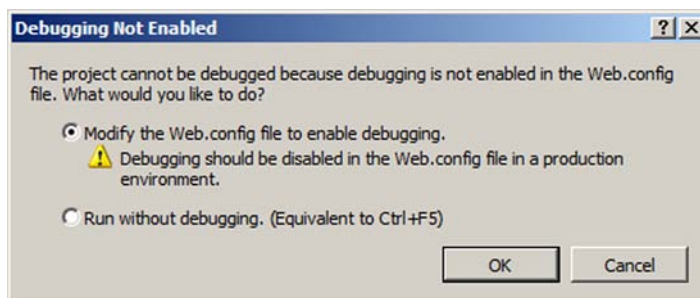 Debugging Not Enabled
The project cannot be debugged because debugging is not enabled in the Web.config
file. What would you like to do?
Modify the Web.config file to enable debugging.
Debugging should be disabled in the Web.config file in a production
environment.
Run without debugging. (Equivalent to Ctrl+F5)
OK Cancel